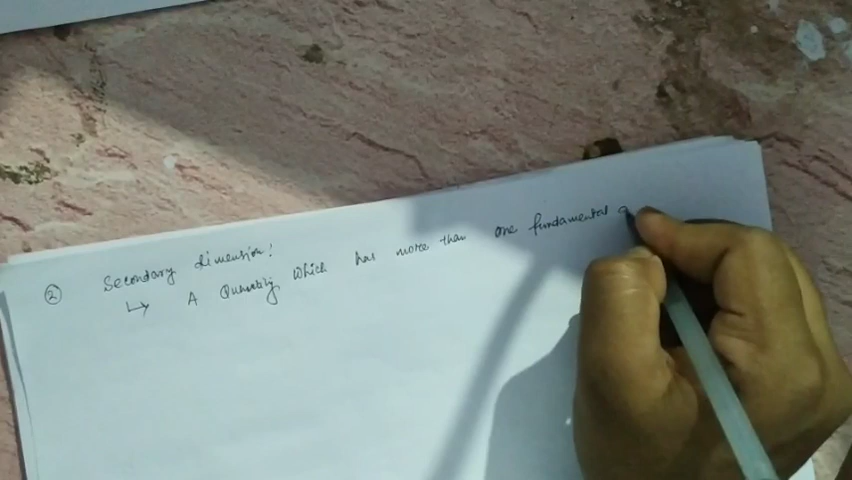 ② Secondary dimension:
↳ A Quantity which has more than one fundamental